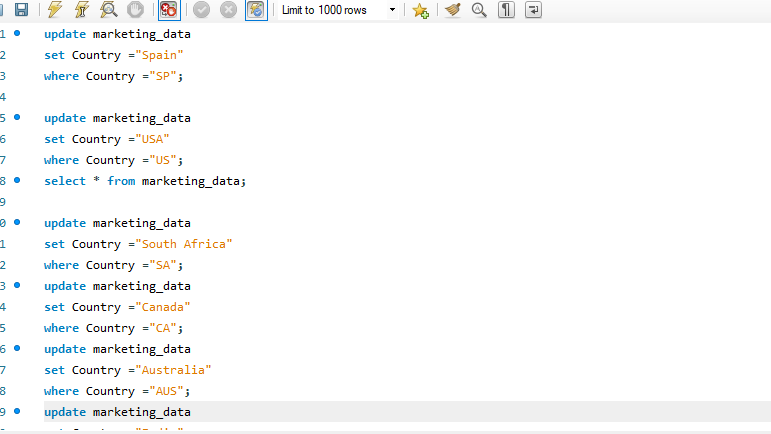 Limit to 1000 rows
1 update marketing_data
2 set Country ="Spain"
3 where Country ="SP";
4
5 update marketing_data
6 set Country ="USA"
7 where Country ="US";
8 select * from marketing_data;
9
0 update marketing_data
1 set Country ="South Africa"
2 where Country ="SA";
3 update marketing_data
4 set Country ="Canada"
5 where Country ="CA";
6 update marketing_data
7 set Country ="Australia"
8 where Country ="AUS";
9 update marketing_data